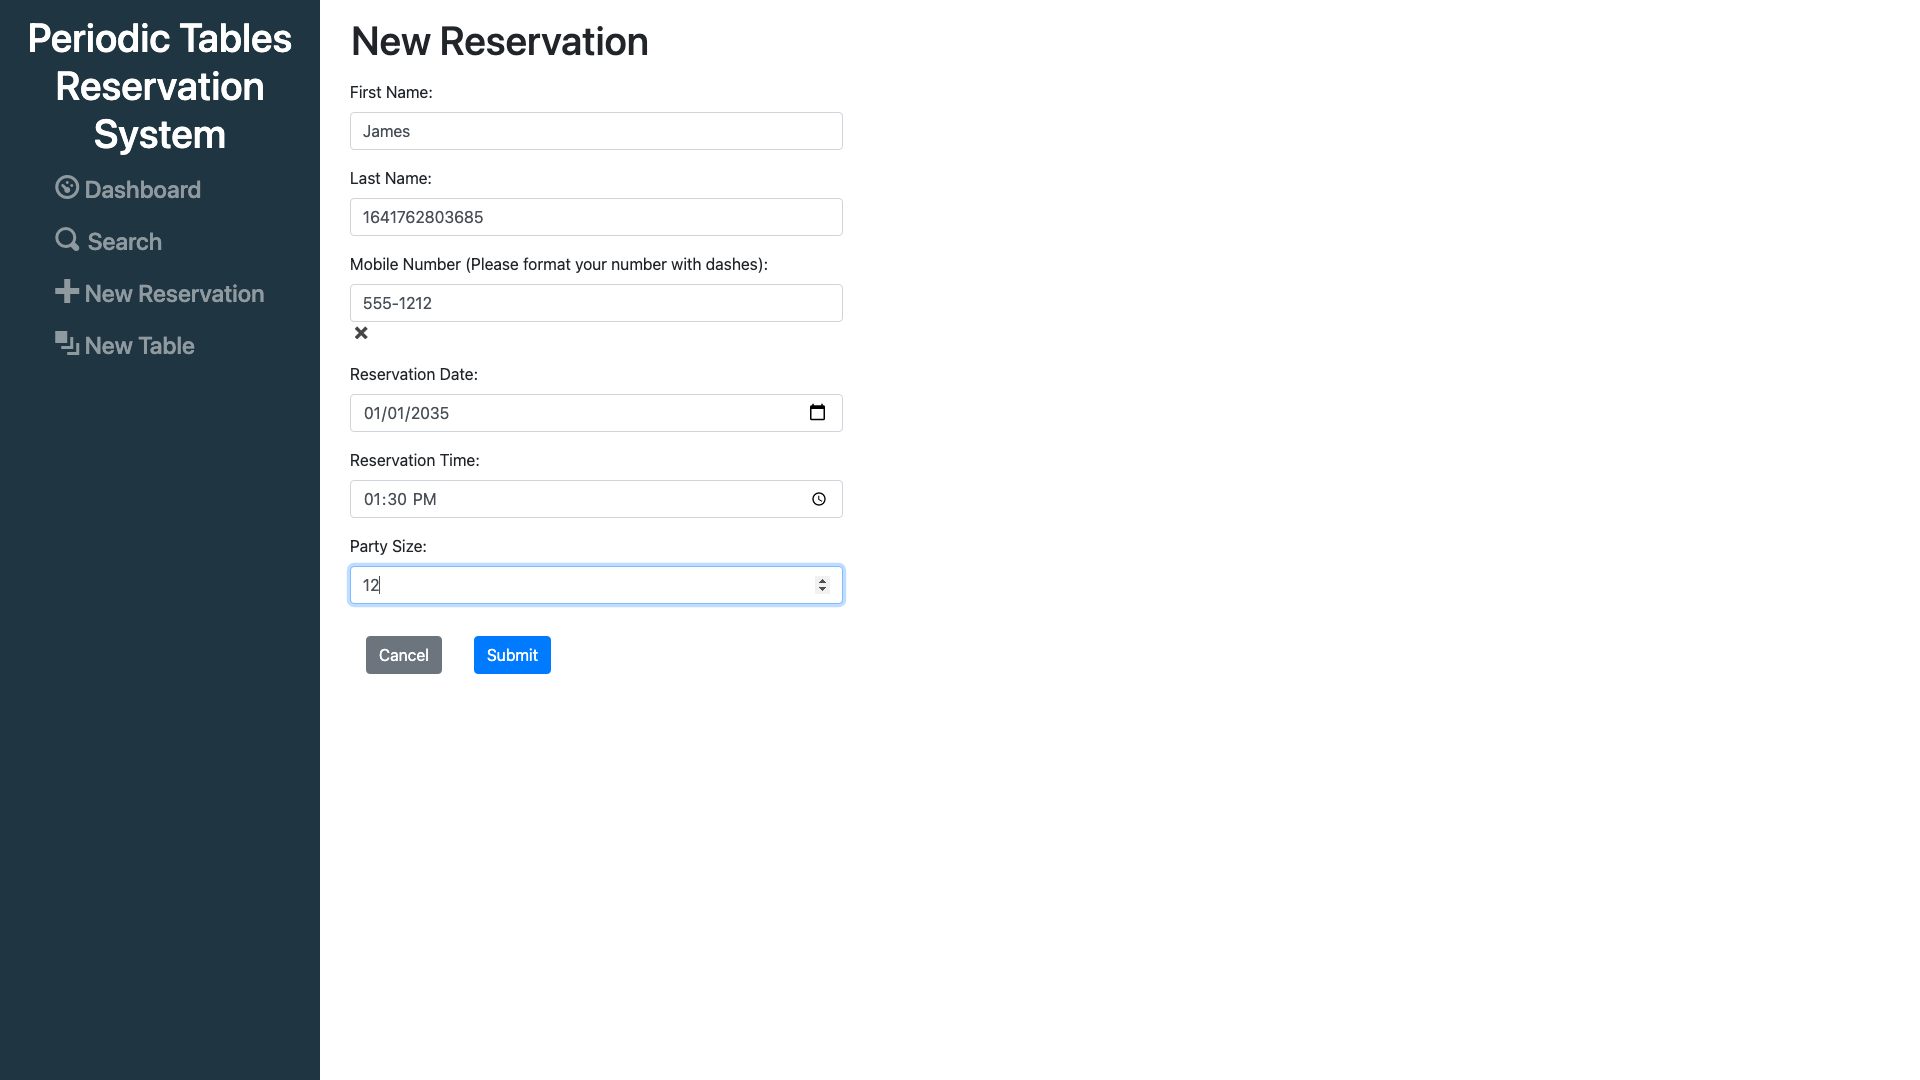 Periodic Tables
Reservation
System
Dashboard
Search
New Reservation
New Table
New Reservation
First Name:
James
Last Name:
1641762803685
Mobile Number (Please format your number with dashes):
555-1212
Reservation Date:
01/01/2035
Reservation Time:
01:30 PM
Party Size:
12
Cancel
Submit